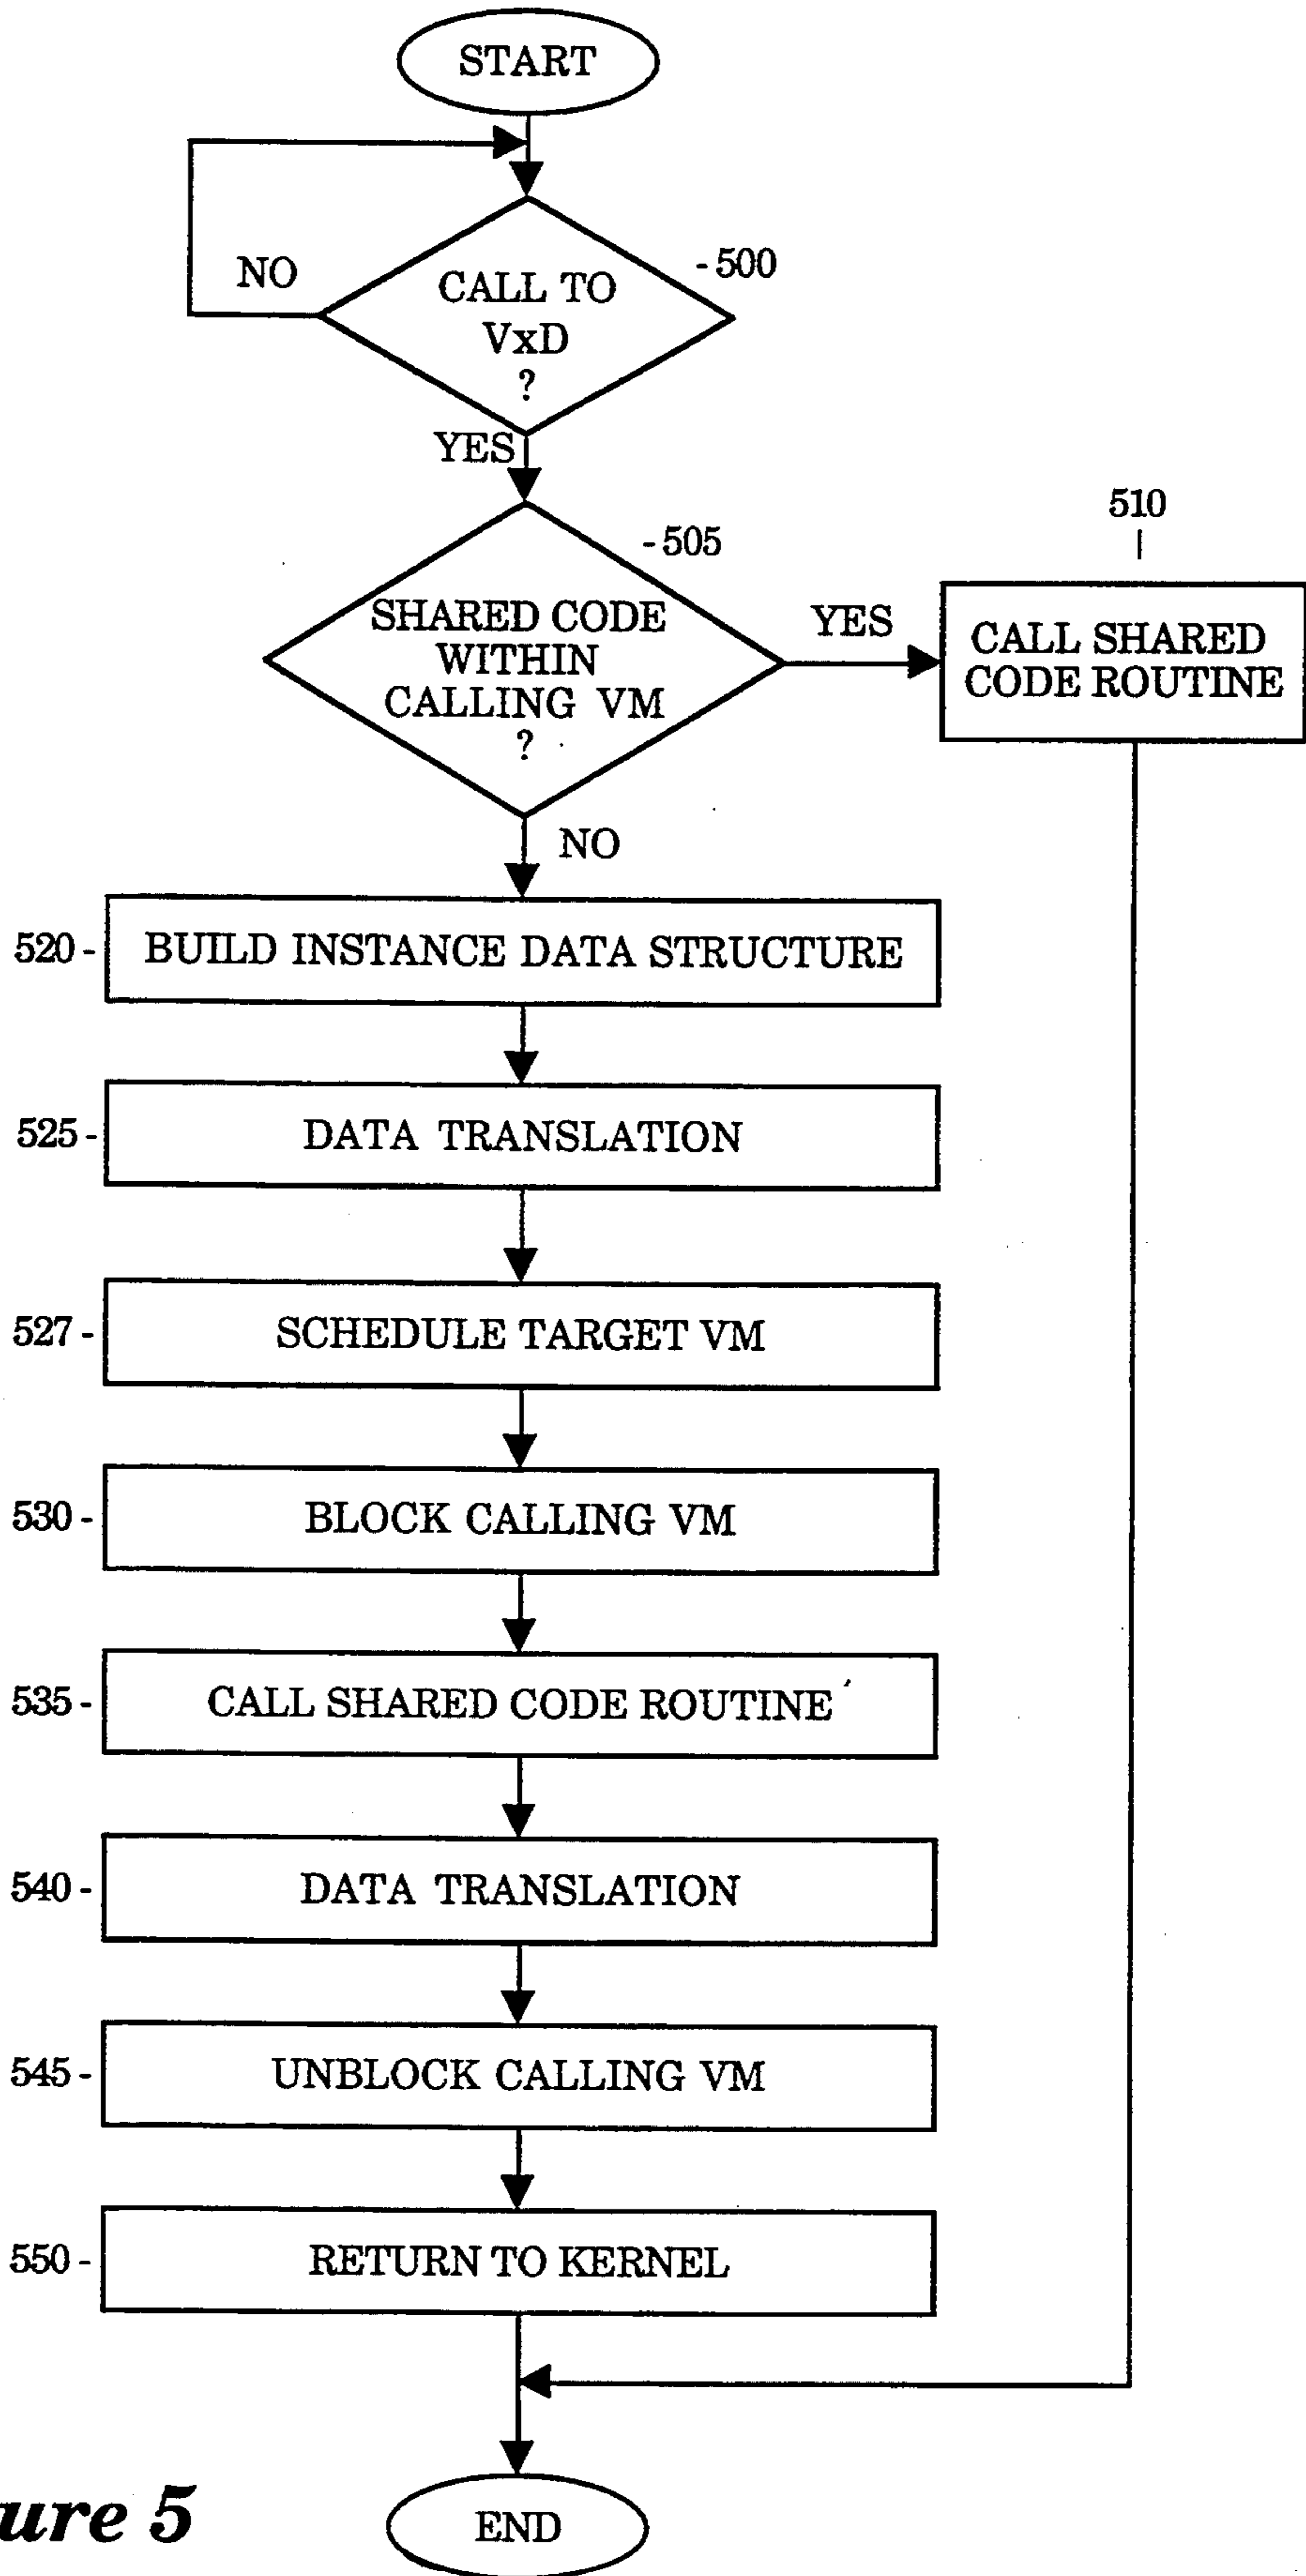 START
NO
CALL TO
VxD
?
- 500
YES
- 505
SHARED CODE
WITHIN
CALLING VM
?
YES
510
CALL SHARED
CODE ROUTINE
NO
520 -
BUILD INSTANCE DATA STRUCTURE
525 -
DATA TRANSLATION
527 -
SCHEDULE TARGET VM
530 -
BLOCK CALLING VM
535 -
CALL SHARED CODE ROUTINE
540 -
DATA TRANSLATION
545 -
UNBLOCK CALLING VM
550 -
RETURN TO KERNEL
ure 5
END